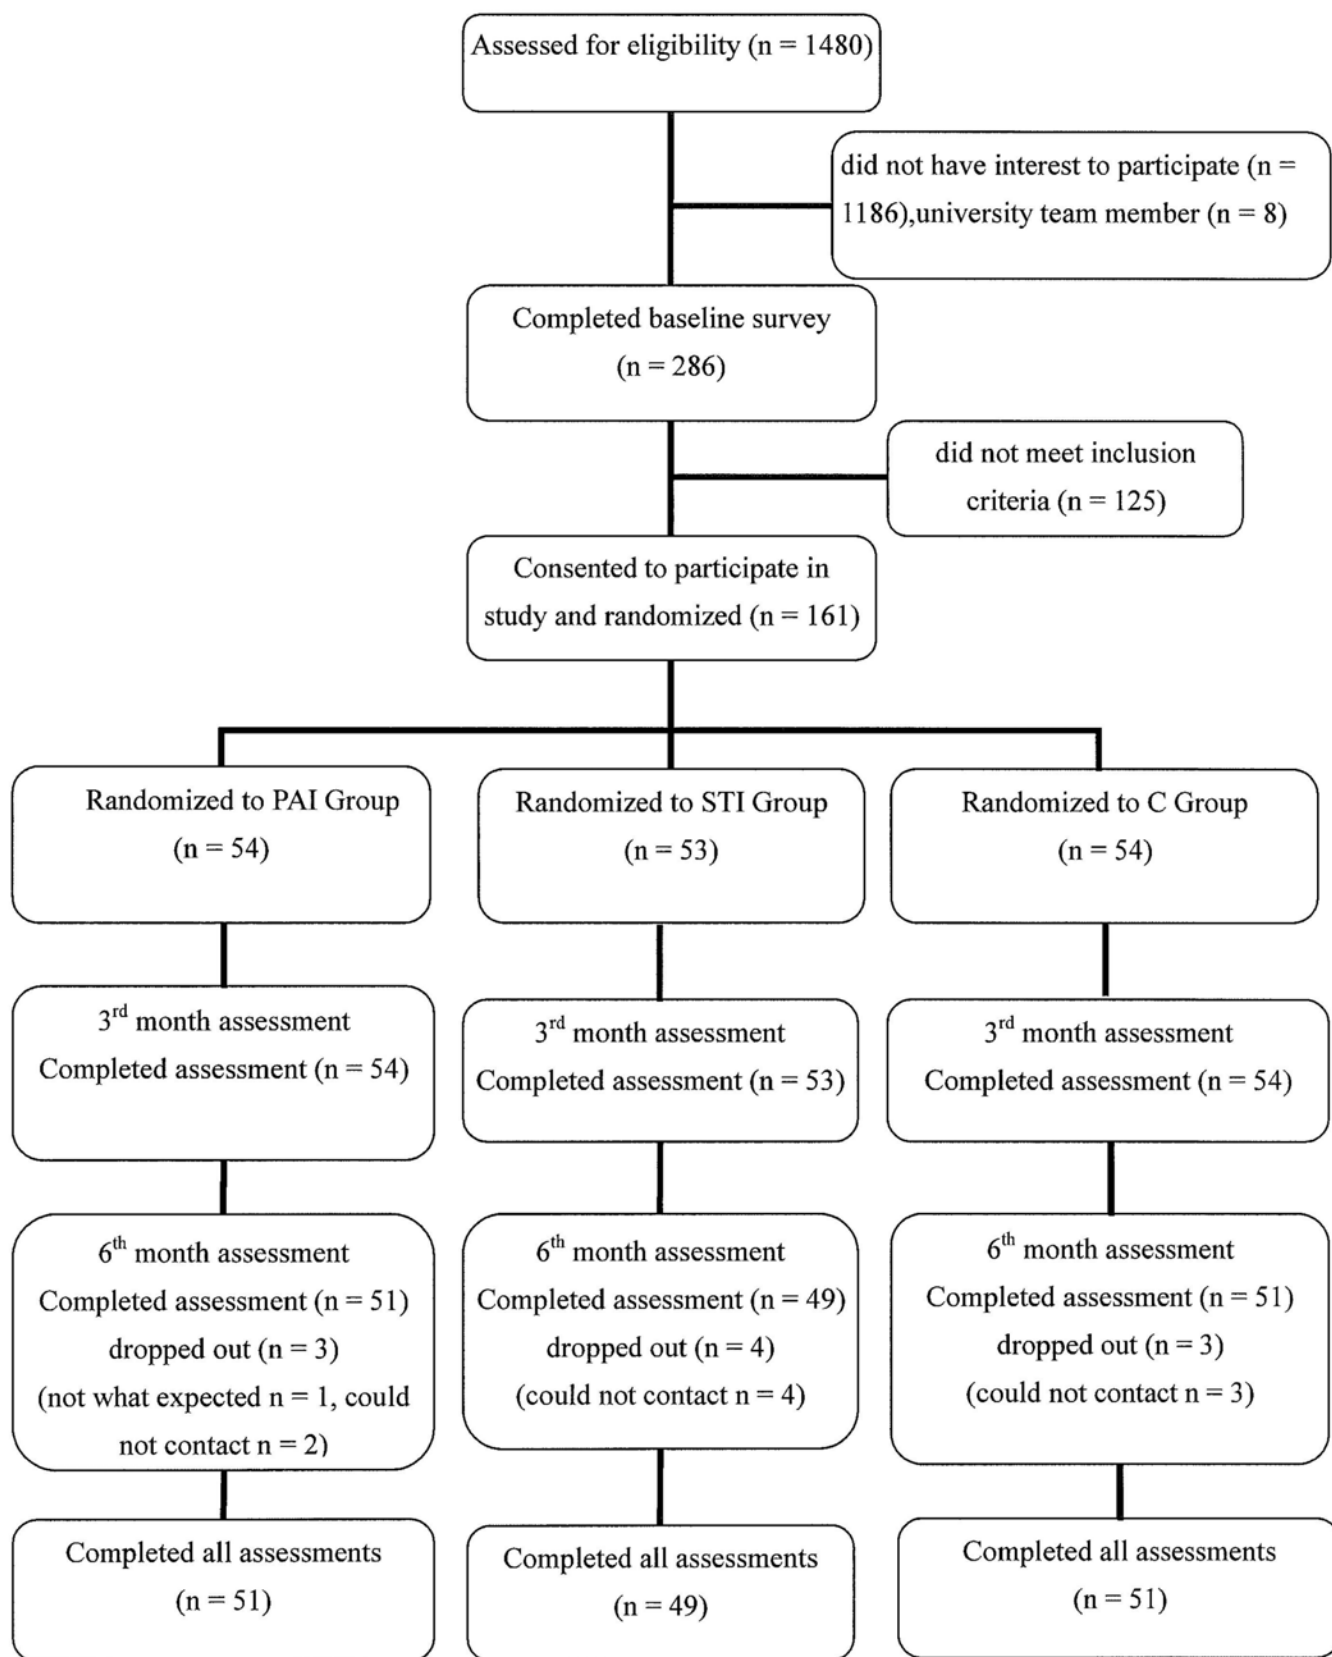 Assessed for eligibility (n = 1480)
did not have interest to participate (n =
1186),university team member (n = 8)
Completed baseline survey
(n = 286)
did not meet inclusion
criteria (n = 125)
Consented to participate in
study and randomized (n = 161)
Randomized to PAI Group
(n = 54)
Randomized to STI Group
(n = 53)
Randomized to C Group
(n = 54)
3rd month assessment
Completed assessment (n = 54)
3rd month assessment
Completed assessment (n = 53)
3rd month assessment
Completed assessment (n = 54)
6th month assessment
Completed assessment (n = 51)
dropped out (n = 3)
(not what expected n = 1, could
not contact n = 2)
6th month assessment
Completed assessment (n = 49)
dropped out (n = 4)
(could not contact n = 4)
6th month assessment
Completed assessment (n = 51)
dropped out (n = 3)
(could not contact n = 3)
Completed all assessments
(n = 51)
Completed all assessments
(n = 49)
Completed all assessments
(n = 51)